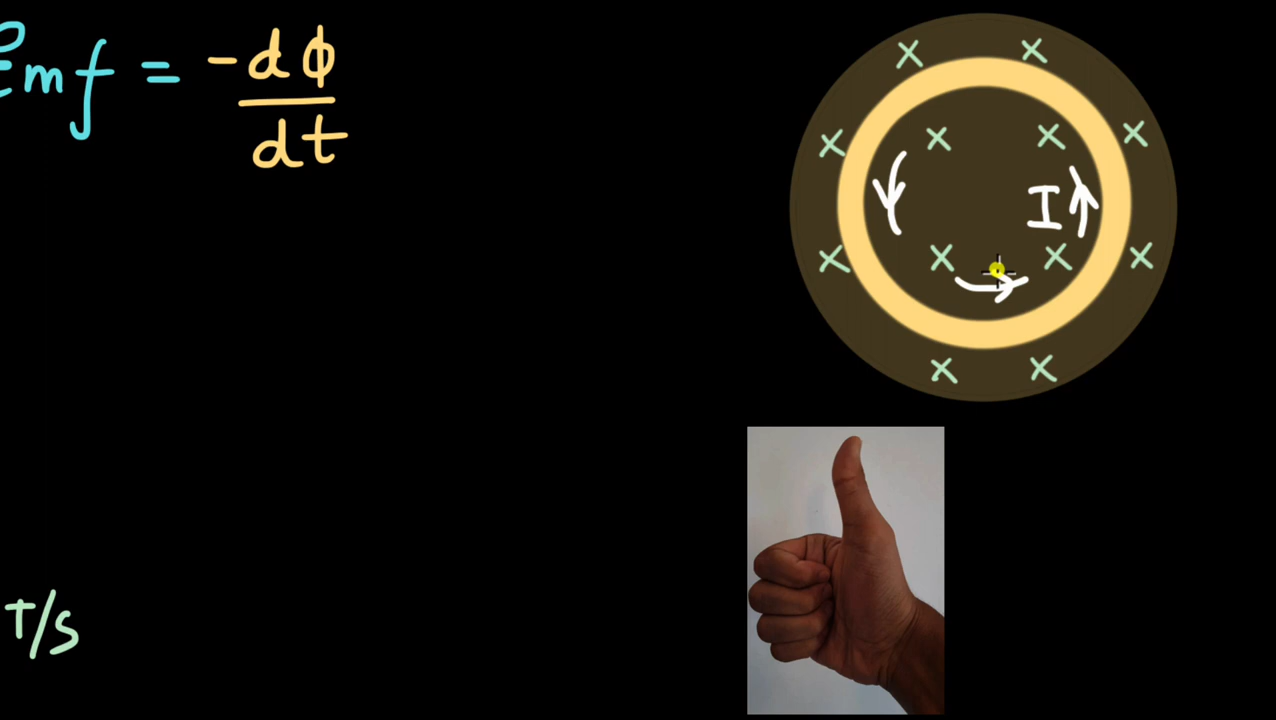 Emf = -dϕ/dt
I
T/s